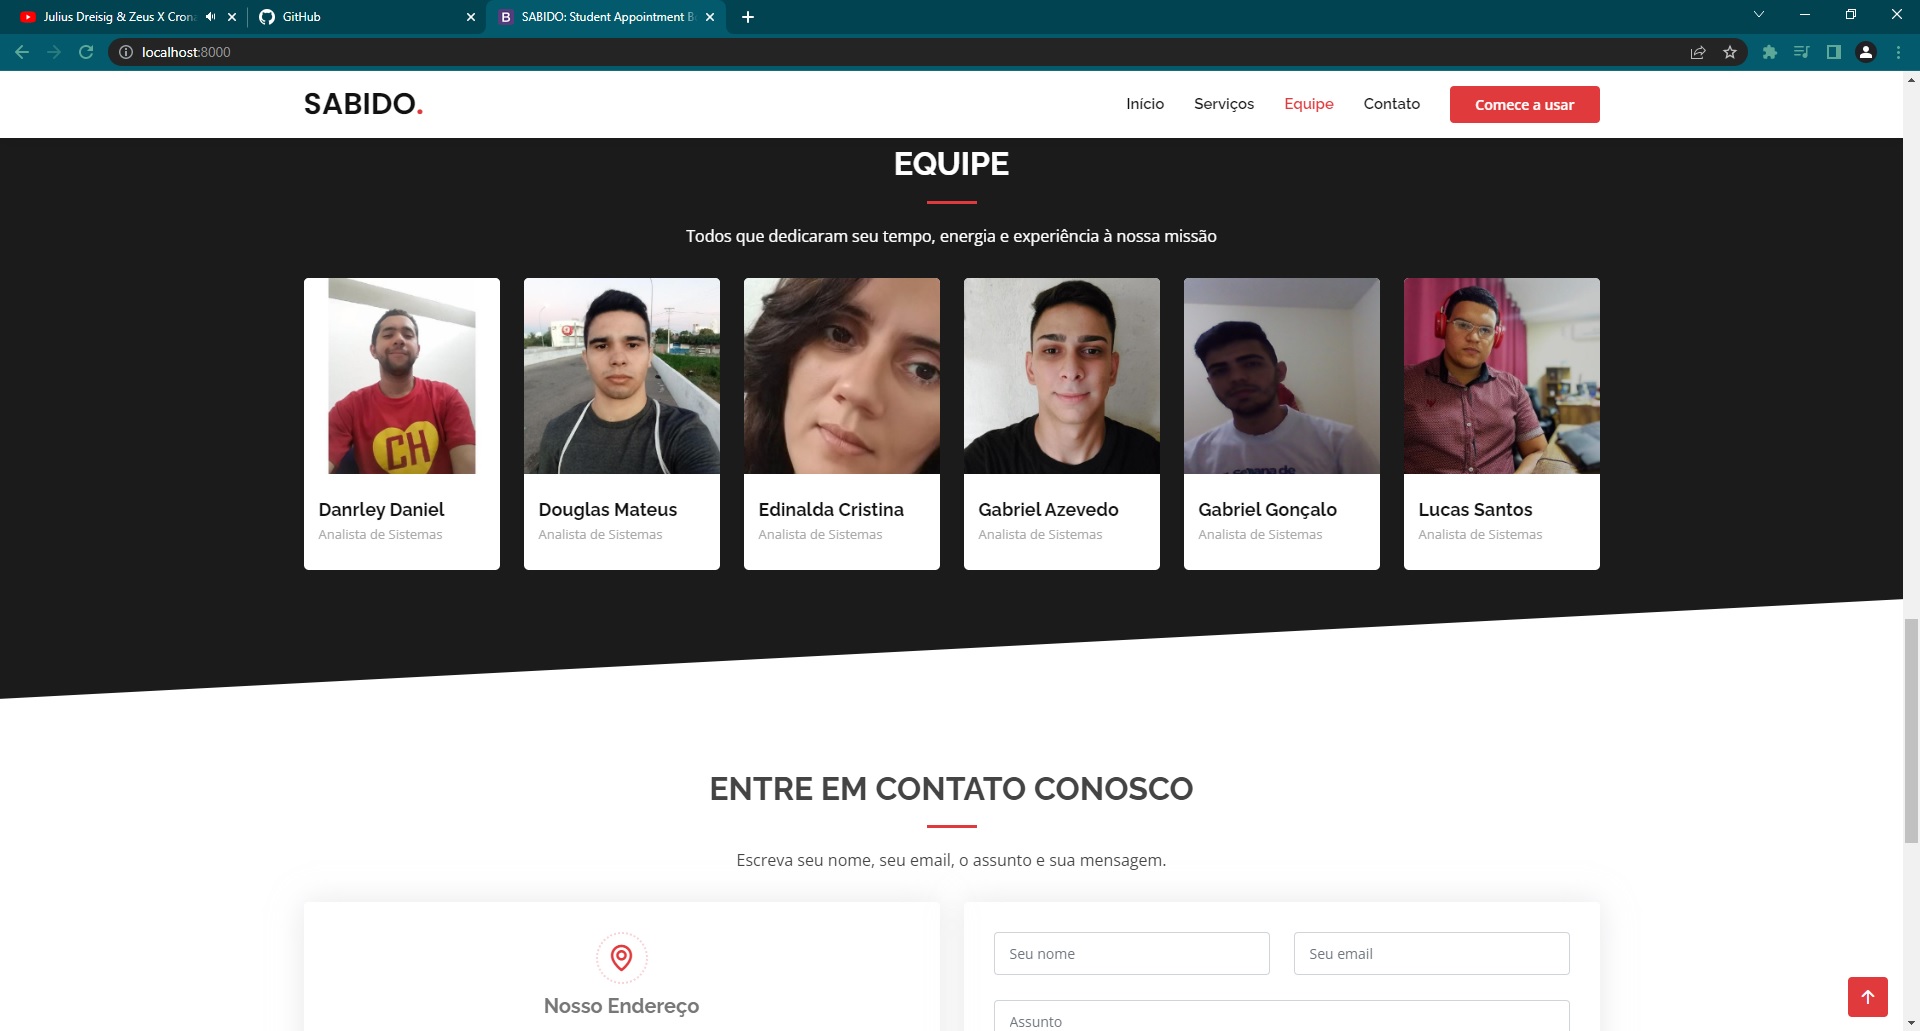 Julius Dreisig & Zeus X Crona
GitHub
SABIDO: Student Appointment B
localhost:8000
SABIDO.
Início
Serviços
Equipe
Contato
Comece a usar
EQUIPE
Todos que dedicaram seu tempo, energia e experiência à nossa missão
CH
Danrley Daniel
Analista de Sistemas
Douglas Mateus
Analista de Sistemas
Edinalda Cristina
Analista de Sistemas
Gabriel Azevedo
Analista de Sistemas
Gabriel Gonçalo
Analista de Sistemas
Lucas Santos
Analista de Sistemas
ENTRE EM CONTATO CONOSCO
Escreva seu nome, seu email, o assunto e sua mensagem.
Nosso Endereço
Seu nome
Seu email
Assunto